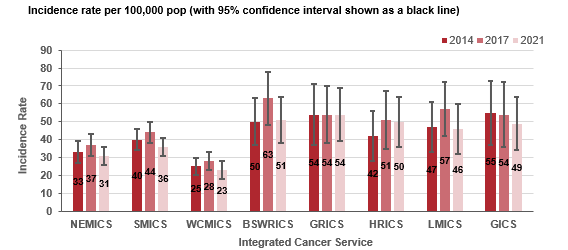 Incidence rate per 100,000 pop (with 95% confidence interval shown as a black line)
2014 2017 2021
90
80
70
60
50
40
30
20
10
0
Incidence Rate
33 37 31
40 44 36
25 28 23
50 63 51
54 54 54
42 51 50
47 57 46
55 54 49
NEMICS SMICS WCMICS BSWRICS GRICS HRICS LMICS GICS
Integrated Cancer Service